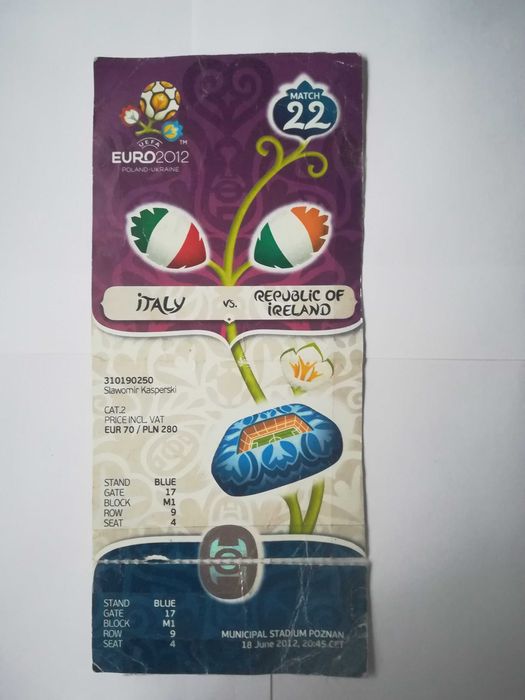 MATCH
22
UEFA
EURO2012
TM
POLAND-UKRAINE
ITALY vs. REPUBLIC OF
IRELAND
310190250
Slawomir Kasperski
CAT.2
PRICE INCL. VAT
EUR 70 / PLN 280
STAND BLUE
GATE 17
BLOCK M1
ROW 9
SEAT 4
STAND BLUE
GATE 17
BLOCK M1
ROW 9
SEAT 4
MUNICIPAL STADIUM POZNAN
18 June 2012, 20:45 CET